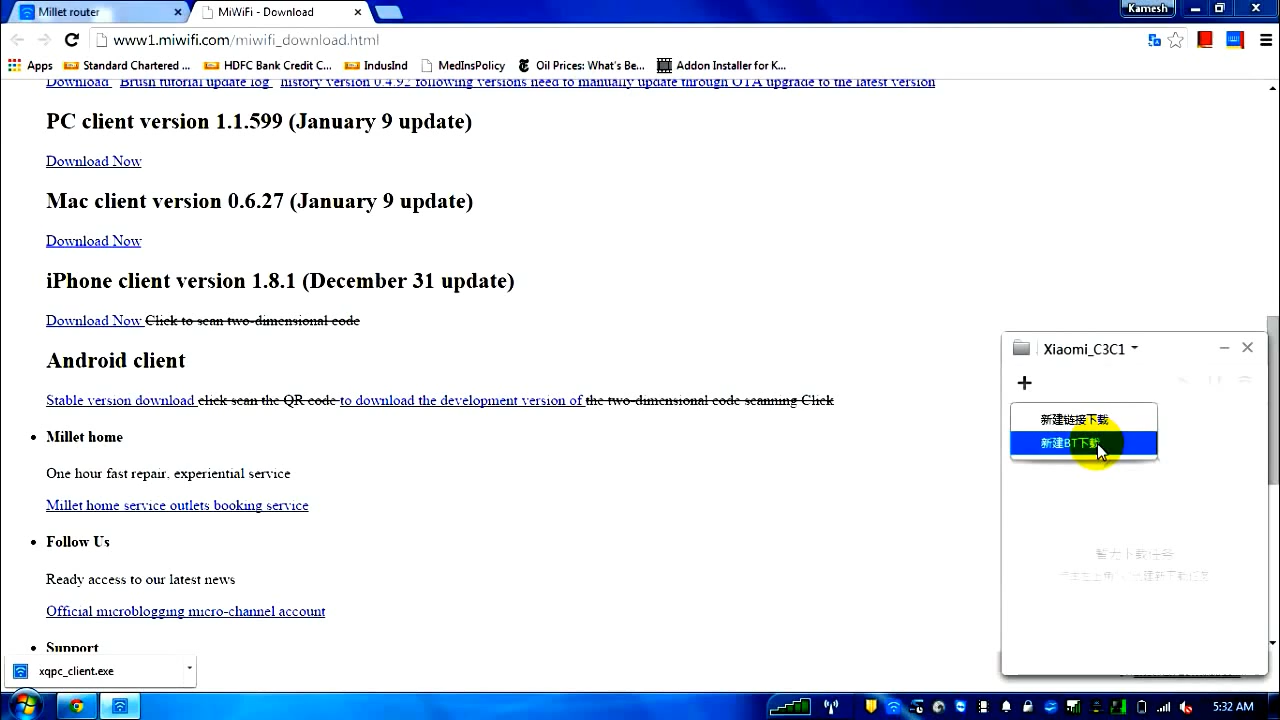 Millet router
MiWiFi - Download
Kamesh
www1.miwifi.com/miwifi_download.html
Apps
Standard Chartered ...
HDFC Bank Credit C...
IndusInd
MedInsPolicy
Oil Prices: What's Be...
Addon Installer for K...
Download Brush tutorial update log history version 0.4.92 following versions need to manually update through OTA upgrade to the latest version
PC client version 1.1.599 (January 9 update)
Download Now
Mac client version 0.6.27 (January 9 update)
Download Now
iPhone client version 1.8.1 (December 31 update)
Download Now Click to scan two-dimensional code
Android client
Stable version download click scan the QR code to download the development version of the two-dimensional code scanning Click
Millet home
One hour fast repair, experiential service
Millet home service outlets booking service
Follow Us
Ready access to our latest news
Official microblogging micro-channel account
Support
Xiaomi_C3C1
新建链接下载
新建BT下载
暂无下载任务
xqpc_client.exe
5:32 AM